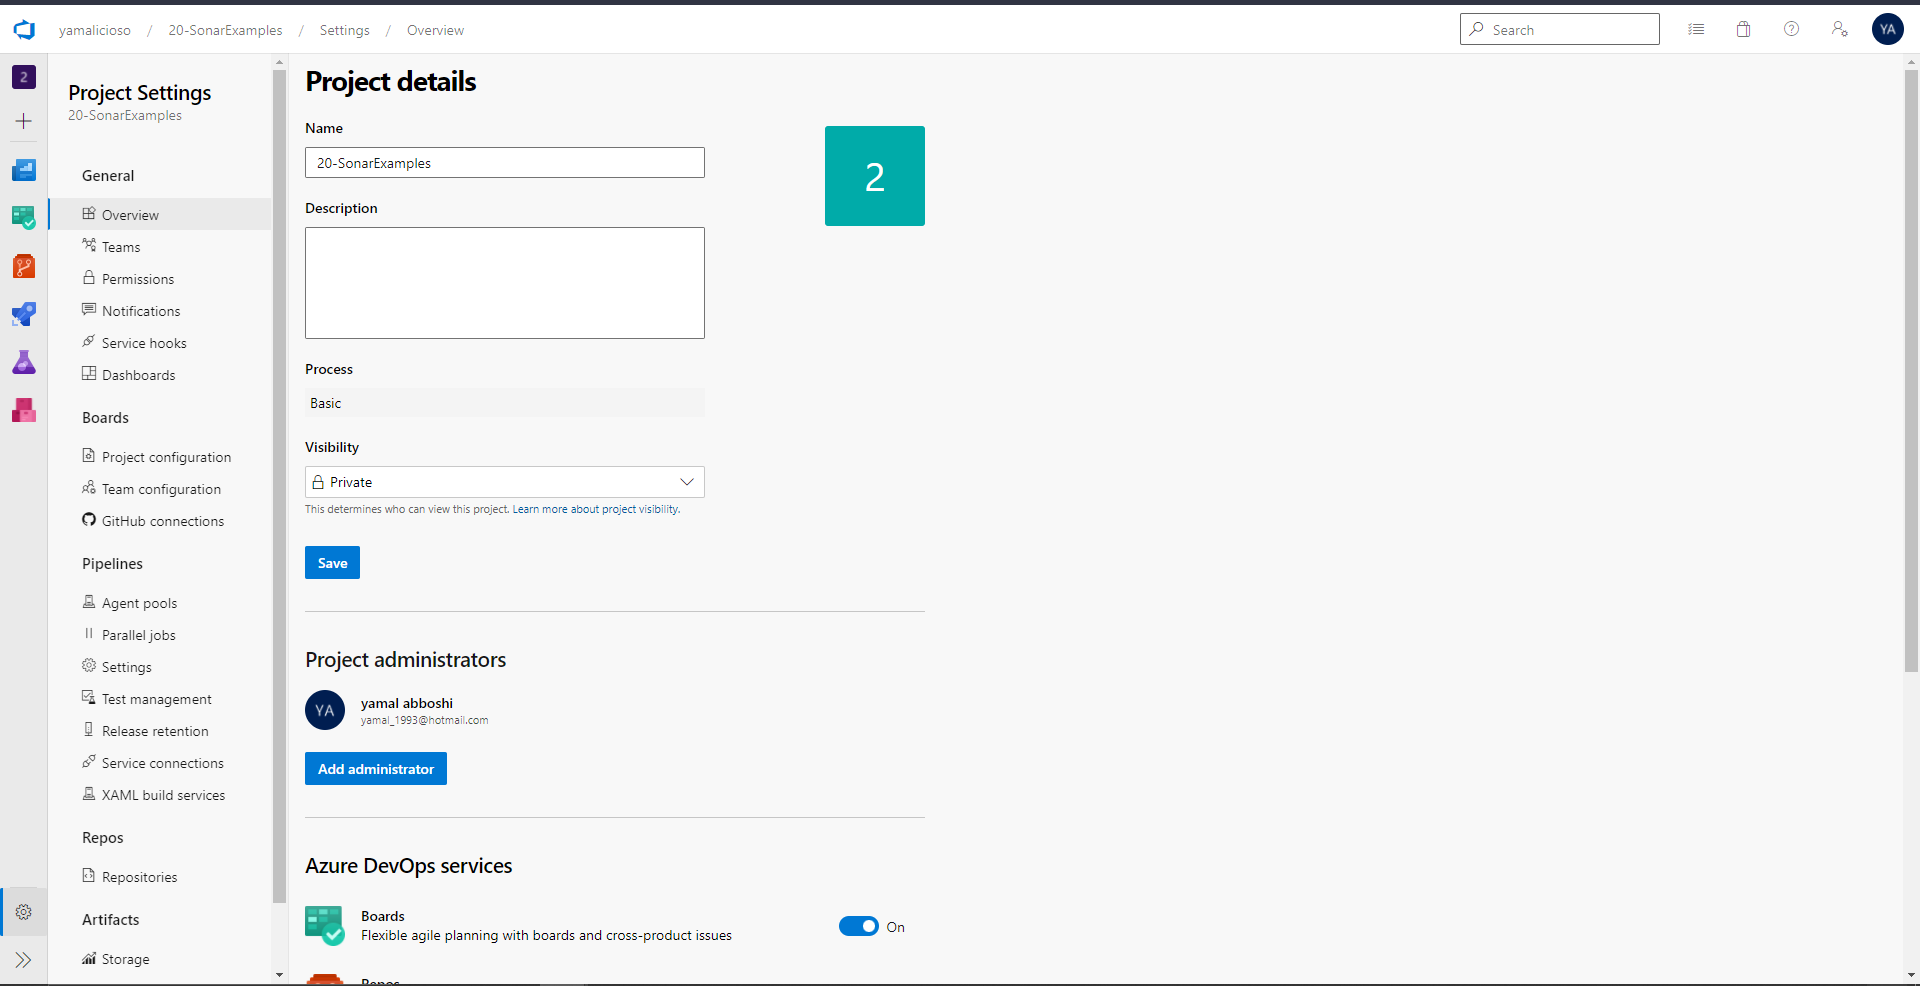 yamalicioso / 20-SonarExamples / Settings / Overview
Search
YA
2
Project Settings
20-SonarExamples
General
Overview
Teams
Permissions
Notifications
Service hooks
Dashboards
Boards
Project configuration
Team configuration
GitHub connections
Pipelines
Agent pools
Parallel jobs
Settings
Test management
Release retention
Service connections
XAML build services
Repos
Repositories
Artifacts
Storage
Project details
Name
20-SonarExamples
2
Description
Process
Basic
Visibility
Private
This determines who can view this project. Learn more about project visibility.
Save
Project administrators
YA
yamal abboshi
yamal_1993@hotmail.com
Add administrator
Azure DevOps services
Boards
Flexible agile planning with boards and cross-product issues
On
Repos